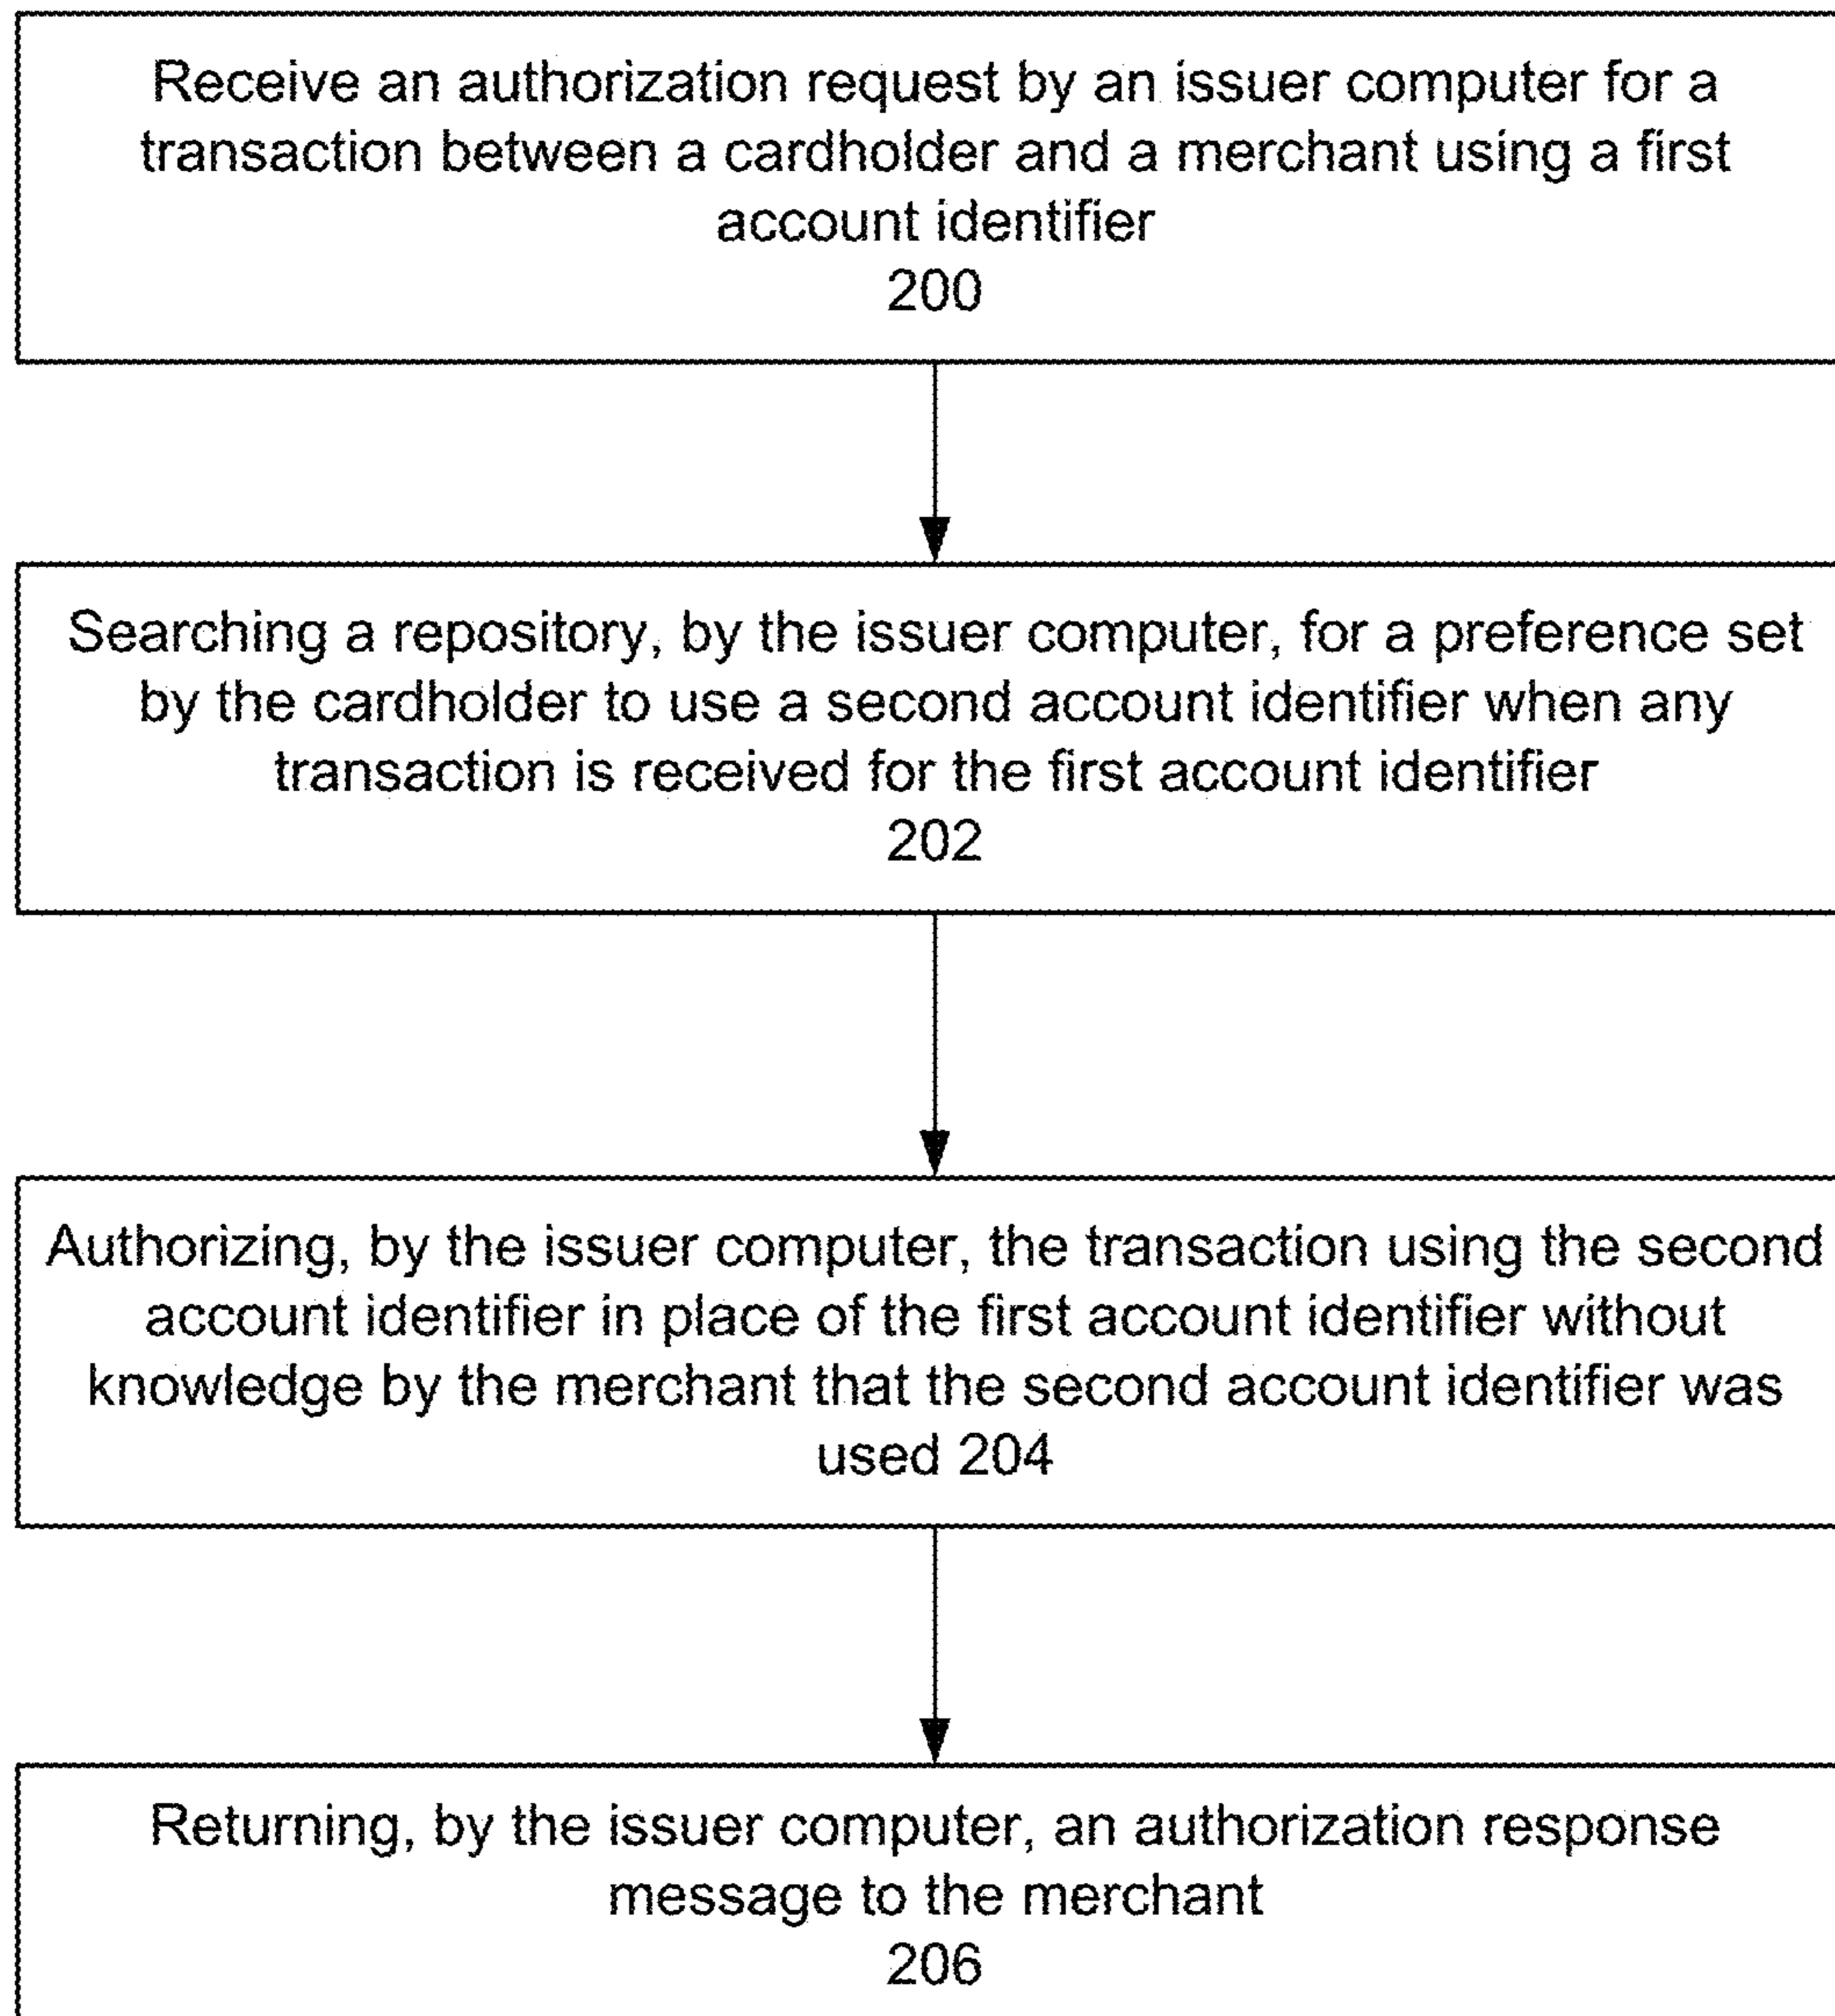 Receive an authorization request by an issuer computer for a
transaction between a cardholder and a merchant using a first
account identifier
200
Searching a repository, by the issuer computer, for a preference set
by the cardholder to use a second account identifier when any
transaction is received for the first account identifier
202
Authorizing, by the issuer computer, the transaction using the second
account identifier in place of the first account identifier without
knowledge by the merchant that the second account identifier was
used 204
Returning, by the issuer computer, an authorization response
message to the merchant
206